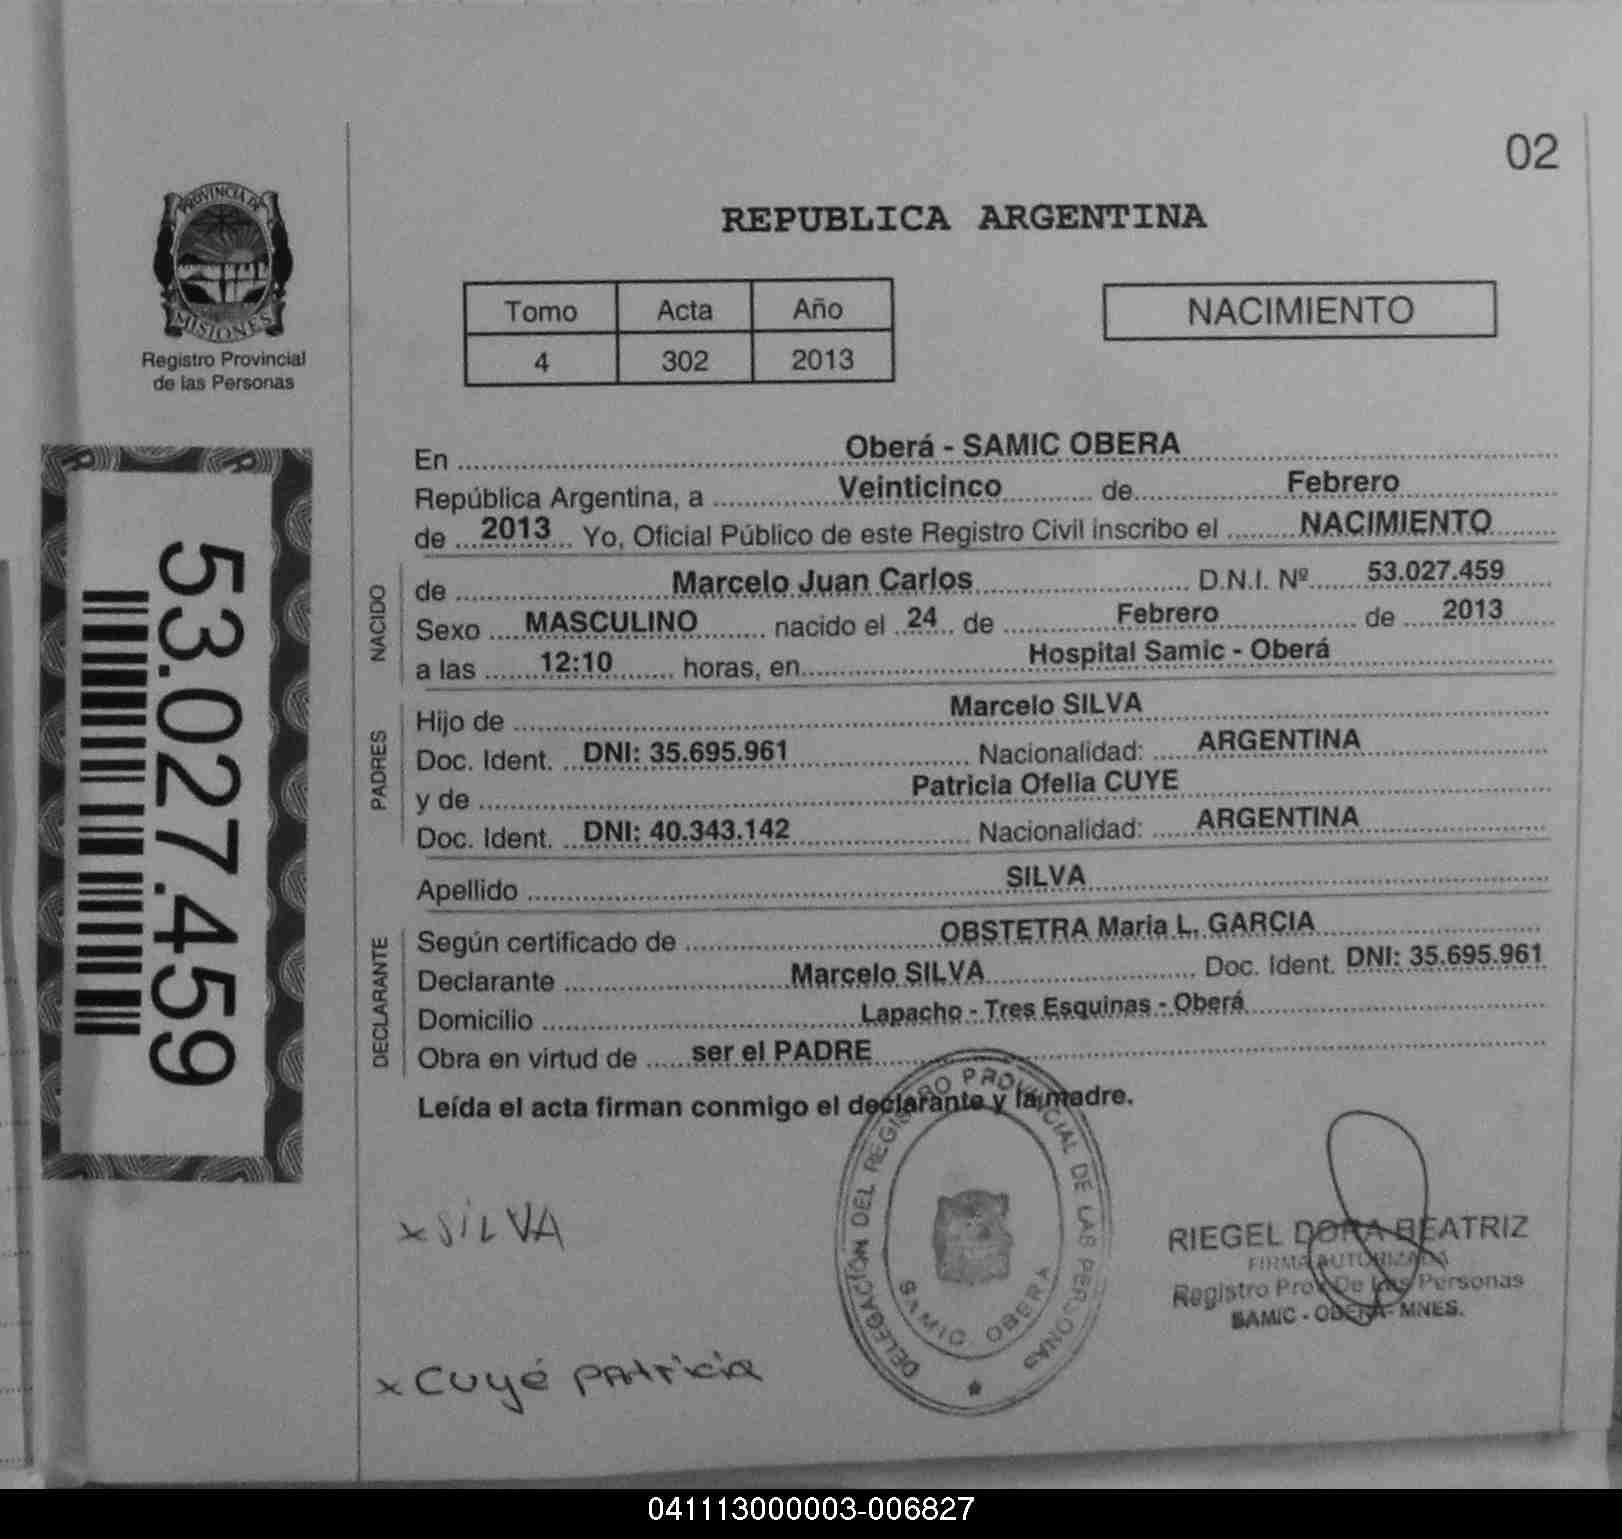 02
PROVINCIA DE
MISIONES
Registro Provincial
de las Personas
REPUBLICA ARGENTINA
Tomo Acta Año
4 302 2013
NACIMIENTO
53.027.459
En Oberá - SAMIC OBERA
República Argentina, a Veinticinco de Febrero
de 2013 Yo, Oficial Público de este Registro Civil inscribo el NACIMIENTO
NACIDO
de Marcelo Juan Carlos D.N.I. Nº 53.027.459
Sexo MASCULINO nacido el 24 de Febrero de 2013
a las 12:10 horas, en Hospital Samic - Oberá
PADRES
Hijo de Marcelo SILVA
Doc. Ident. DNI: 35.695.961 Nacionalidad: ARGENTINA
y de Patricia Ofelia CUYE
Doc. Ident. DNI: 40.343.142 Nacionalidad: ARGENTINA
Apellido SILVA
DECLARANTE
Según certificado de OBSTETRA Maria L. GARCIA
Declarante Marcelo SILVA Doc. Ident. DNI: 35.695.961
Domicilio Lapacho - Tres Esquinas - Oberá
Obra en virtud de ser el PADRE
Leída el acta firman conmigo el declarante y la madre.
DELEGACIÓN DEL REGISTRO PROVINCIAL DE LAS PERSONAS
SAMIC OBERA
x SiLVA
x Cuyé patricia
RIEGEL DORA BEATRIZ
FIRMA AUTORIZADA
Registro Prov. De Las Personas
SAMIC - OBERA - MNES.
041113000003-006827